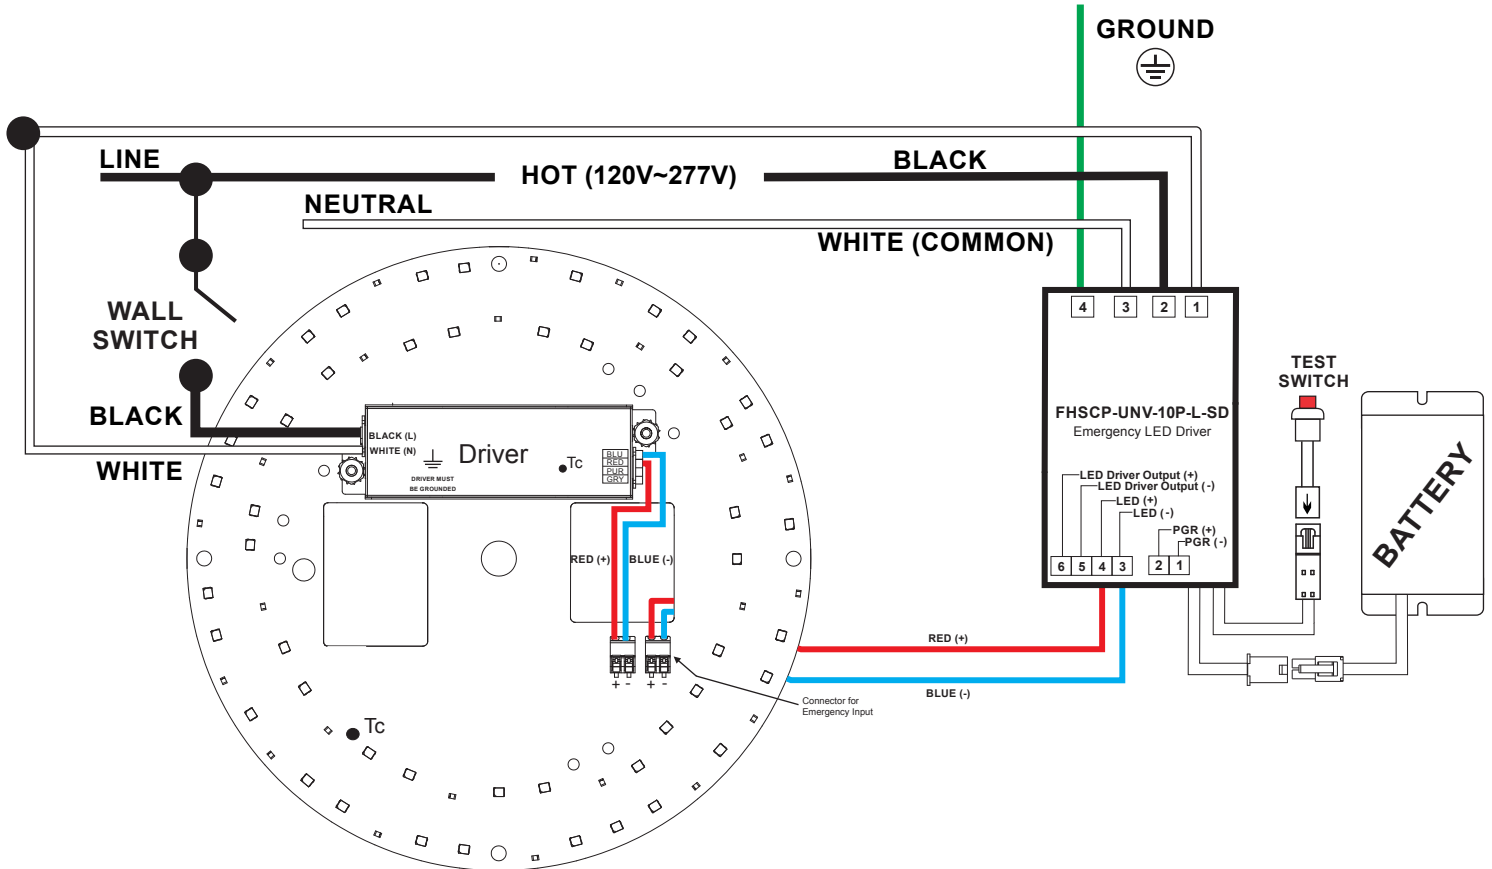 GROUND
LINE
HOT (120V~277V)
BLACK
NEUTRAL
WHITE (COMMON)
WALL
SWITCH
BLACK
WHITE
BLACK (L)
WHITE (N)
DRIVER MUST
BE GROUNDED
Driver
Tc
BLU
RED
PUR
GRY
RED (+)
BLUE (-)
+ - + -
Connector for
Emergency Input
Tc
4 3 2 1
FHSCP-UNV-10P-L-SD
Emergency LED Driver
LED Driver Output (+)
LED Driver Output (-)
LED (+)
LED (-)
PGR (+)
PGR (-)
6 5 4 3 2 1
RED (+)
BLUE (-)
TEST
SWITCH
BATTERY